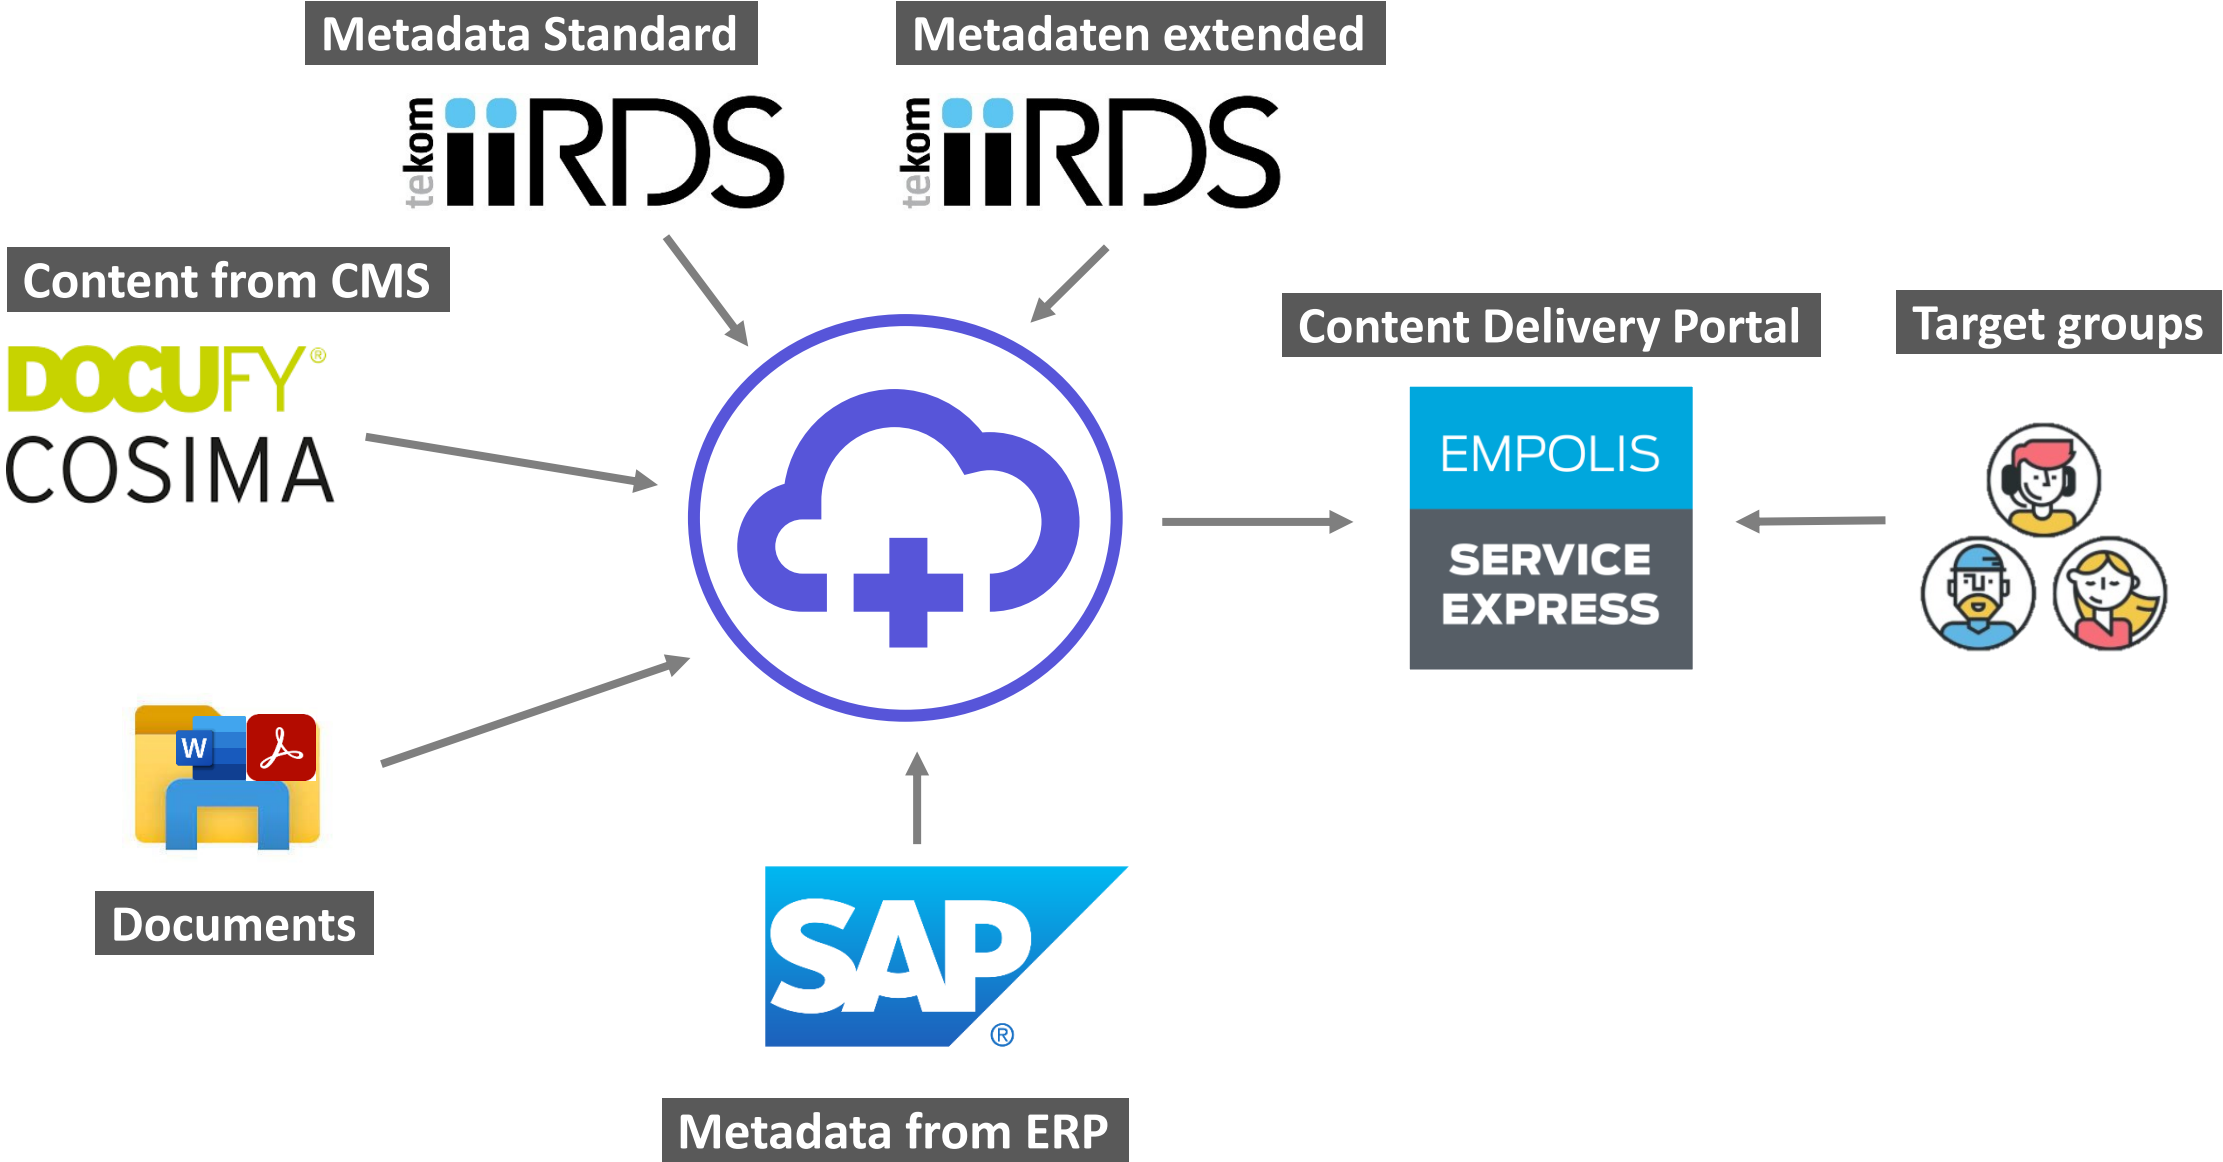 Metadata Standard
tekom iiRDS
Metadaten extended
tekom iiRDS
Content from CMS
DOCUFY®
COSIMA
Content Delivery Portal
EMPOLIS
SERVICE
EXPRESS
Target groups
W
Documents
SAP
®
Metadata from ERP